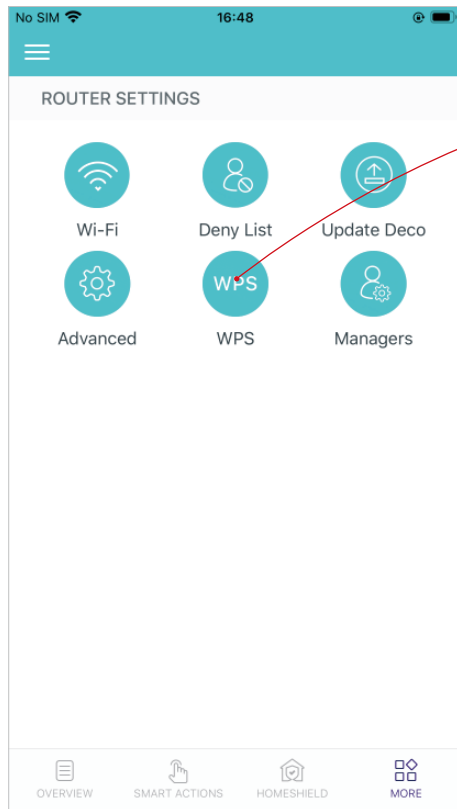 No SIM 16:48
ROUTER SETTINGS
Wi-Fi Deny List Update Deco
WPS
Advanced WPS Managers
OVERVIEW SMART ACTIONS HOMESHIELD MORE